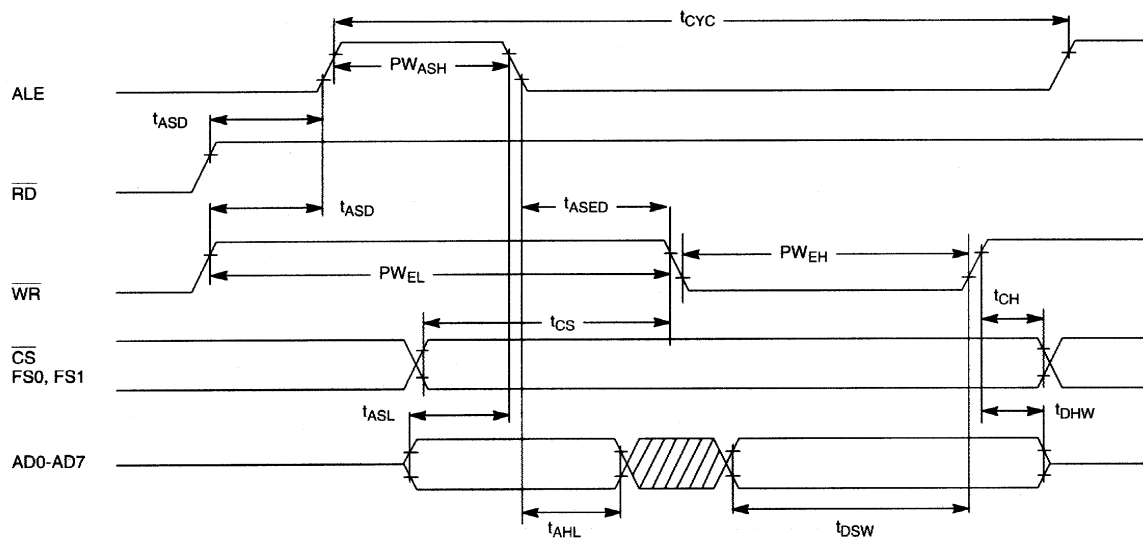 tCYC
PWASH
ALE
tASD
RD
tASD
tASED
PWEH
PWEL
WR
tCH
tCS
CS
FS0, FS1
tASL
tDHW
AD0-AD7
tAHL
tDSW